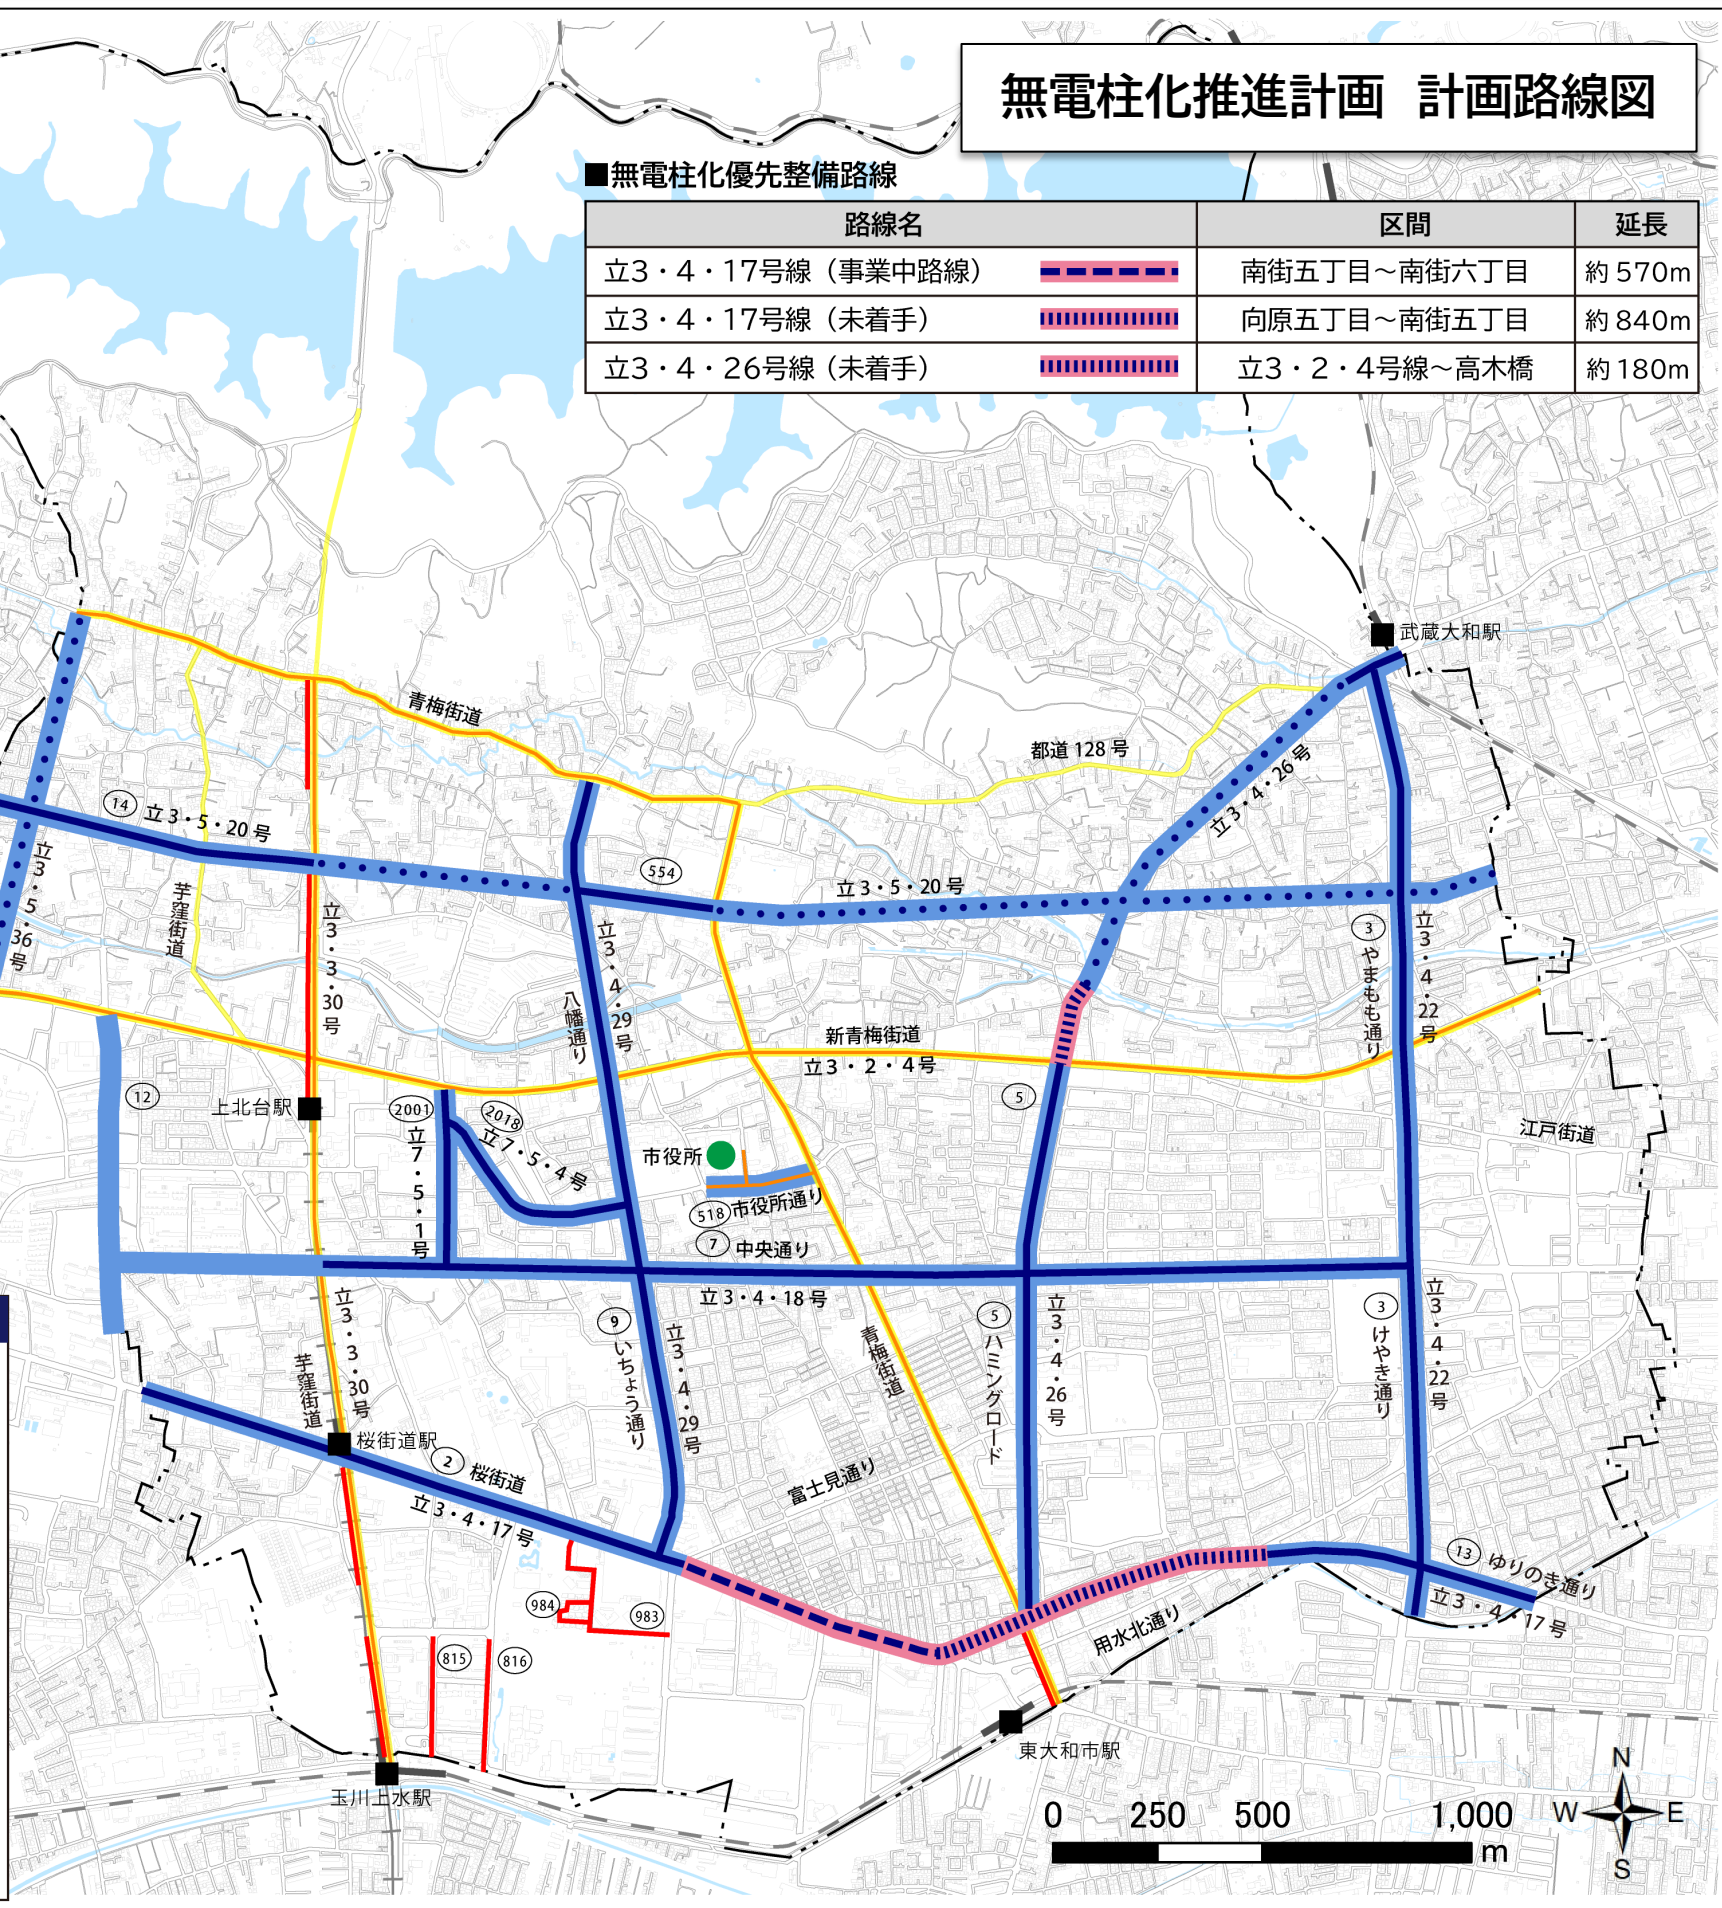 無電柱化推進計画 計画路線図
■無電柱化優先整備路線
路線名 区間 延長
立3・4・17号線（事業中路線） 南街五丁目～南街六丁目 約570m
立3・4・17号線（未着手） 向原五丁目～南街五丁目 約840m
立3・4・26号線（未着手） 立3・2・4号線～高木橋 約180m
武蔵大和駅
青梅街道
都道128号
立3・4・26号
14 立3・5・20号
554
立3・5・20号
立3・5・36号
芋窪街道
立3・3・30号
八幡通り
立3・4・29号
3 やまもも通り
立3・4・22号
新青梅街道
立3・2・4号
12
上北台駅
2001
立7・5・1号
2018
立7・5・4号
市役所
518 市役所通り
7 中央通り
立3・4・18号
5
江戸街道
立3・3・30号
芋窪街道
9 いちょう通り
立3・4・29号
青梅街道
5 ハミングロード
立3・4・26号
3 けやき通り
立3・4・22号
桜街道駅
2 桜街道
立3・4・17号
富士見通り
13 ゆりのき通り
立3・4・17号
用水北通り
984
983
815
816
東大和市駅
玉川上水駅
0 250 500 1,000
m
N
W E
S